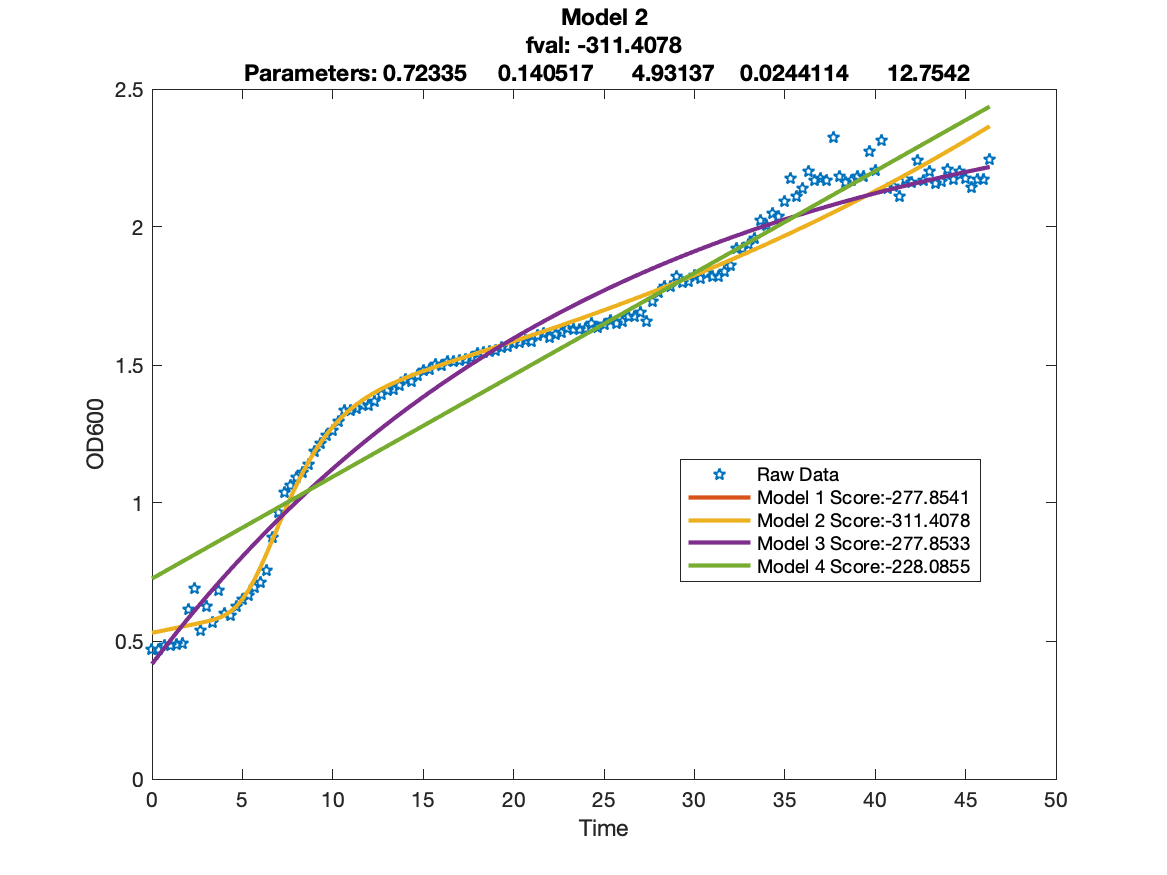 Model 2
fval: -311.4078
Parameters: 0.72335 0.140517 4.93137 0.0244114 12.7542
2.5
2
1.5
1
0.5
0
OD600
Raw Data
Model 1 Score:-277.8541
Model 2 Score:-311.4078
Model 3 Score:-277.8533
Model 4 Score:-228.0855
0 5 10 15 20 25 30 35 40 45 50
Time